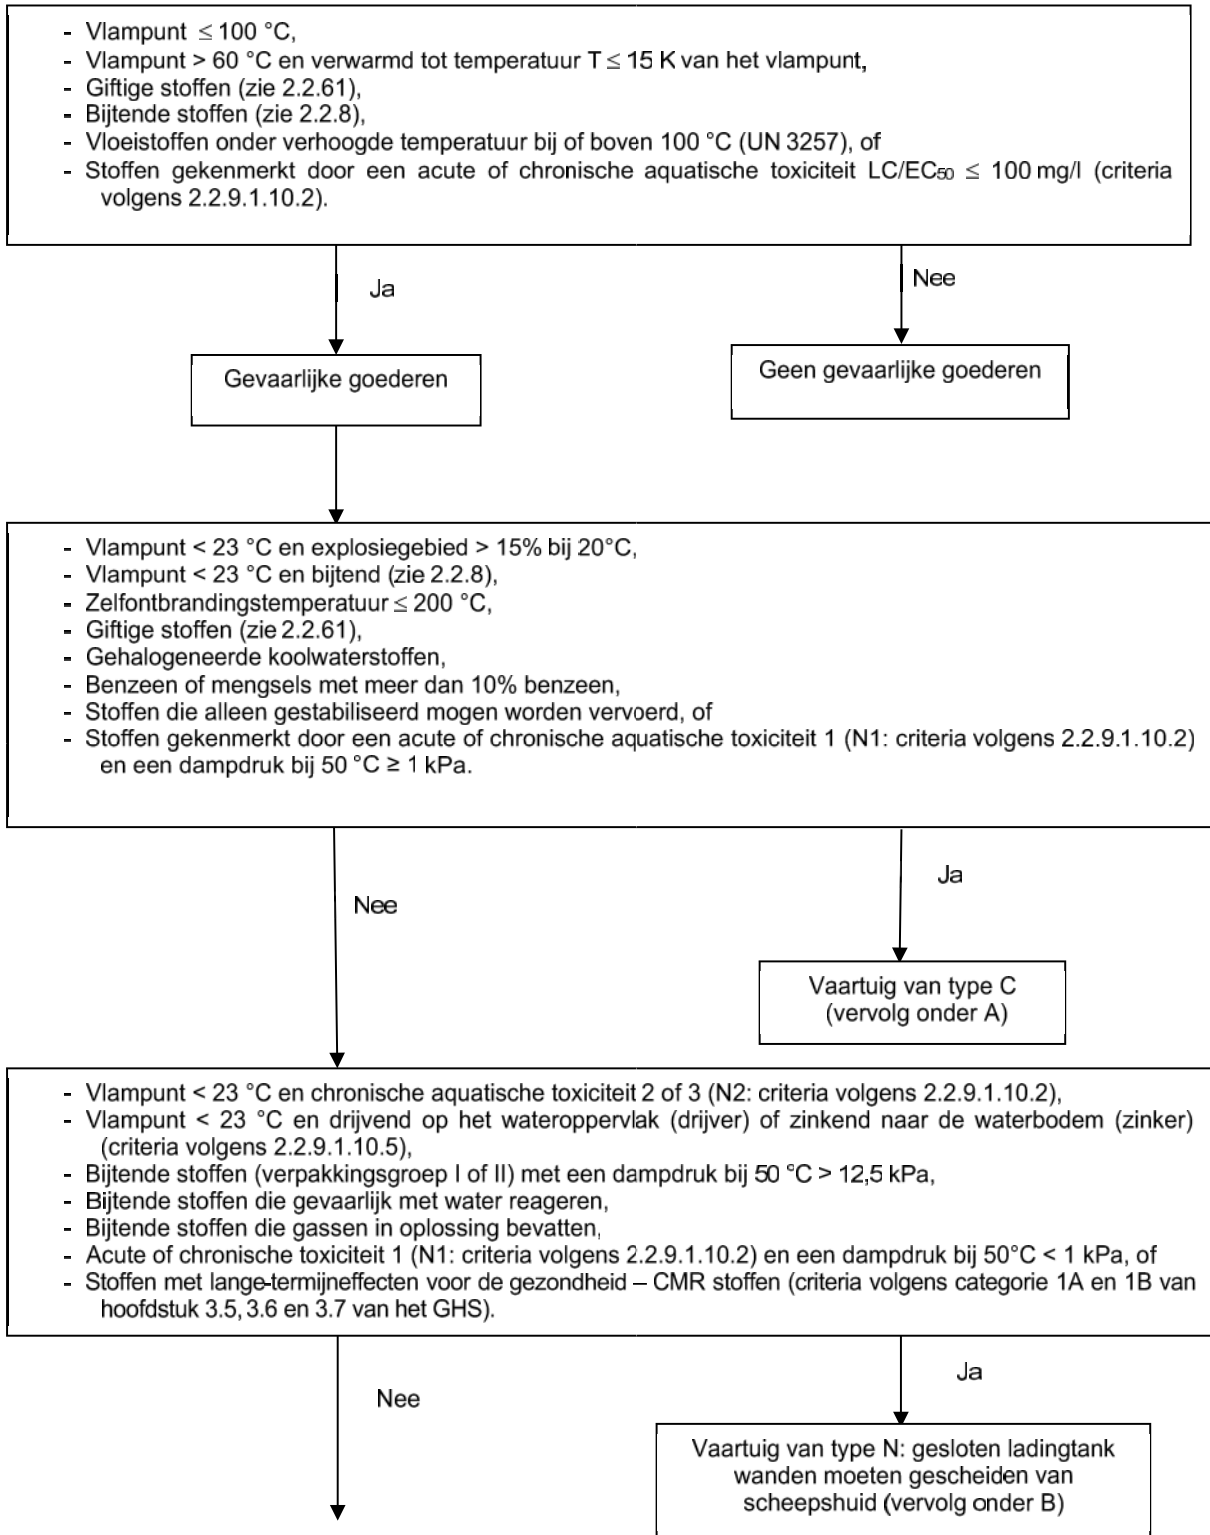 - Vlampunt ≤ 100 °C,
- Vlampunt > 60 °C en verwarmd tot temperatuur T ≤ 15 K van het vlampunt,
- Giftige stoffen (zie 2.2.61),
- Bijtende stoffen (zie 2.2.8),
- Vloeistoffen onder verhoogde temperatuur bij of boven 100 °C (UN 3257), of
- Stoffen gekenmerkt door een acute of chronische aquatische toxiciteit LC/EC₅₀ ≤ 100 mg/l (criteria
volgens 2.2.9.1.10.2).
Ja
Nee
Gevaarlijke goederen
Geen gevaarlijke goederen
- Vlampunt < 23 °C en explosiegebied > 15% bij 20°C,
- Vlampunt < 23 °C en bijtend (zie 2.2.8),
- Zelfontbrandingstemperatuur ≤ 200 °C,
- Giftige stoffen (zie 2.2.61),
- Gehalogeneerde koolwaterstoffen,
- Benzeen of mengsels met meer dan 10% benzeen,
- Stoffen die alleen gestabiliseerd mogen worden vervoerd, of
- Stoffen gekenmerkt door een acute of chronische aquatische toxiciteit 1 (N1: criteria volgens 2.2.9.1.10.2)
en een dampdruk bij 50 °C ≥ 1 kPa.
Nee
Ja
Vaartuig van type C
(vervolg onder A)
- Vlampunt < 23 °C en chronische aquatische toxiciteit 2 of 3 (N2: criteria volgens 2.2.9.1.10.2),
- Vlampunt < 23 °C en drijvend op het wateroppervlak (drijver) of zinkend naar de waterbodem (zinker)
(criteria volgens 2.2.9.1.10.5),
- Bijtende stoffen (verpakkingsgroep I of II) met een dampdruk bij 50 °C > 12,5 kPa,
- Bijtende stoffen die gevaarlijk met water reageren,
- Bijtende stoffen die gassen in oplossing bevatten,
- Acute of chronische toxiciteit 1 (N1: criteria volgens 2.2.9.1.10.2) en een dampdruk bij 50°C < 1 kPa, of
- Stoffen met lange-termijneffecten voor de gezondheid – CMR stoffen (criteria volgens categorie 1A en 1B van
hoofdstuk 3.5, 3.6 en 3.7 van het GHS).
Nee
Ja
Vaartuig van type N: gesloten ladingtank
wanden moeten gescheiden van
scheepshuid (vervolg onder B)